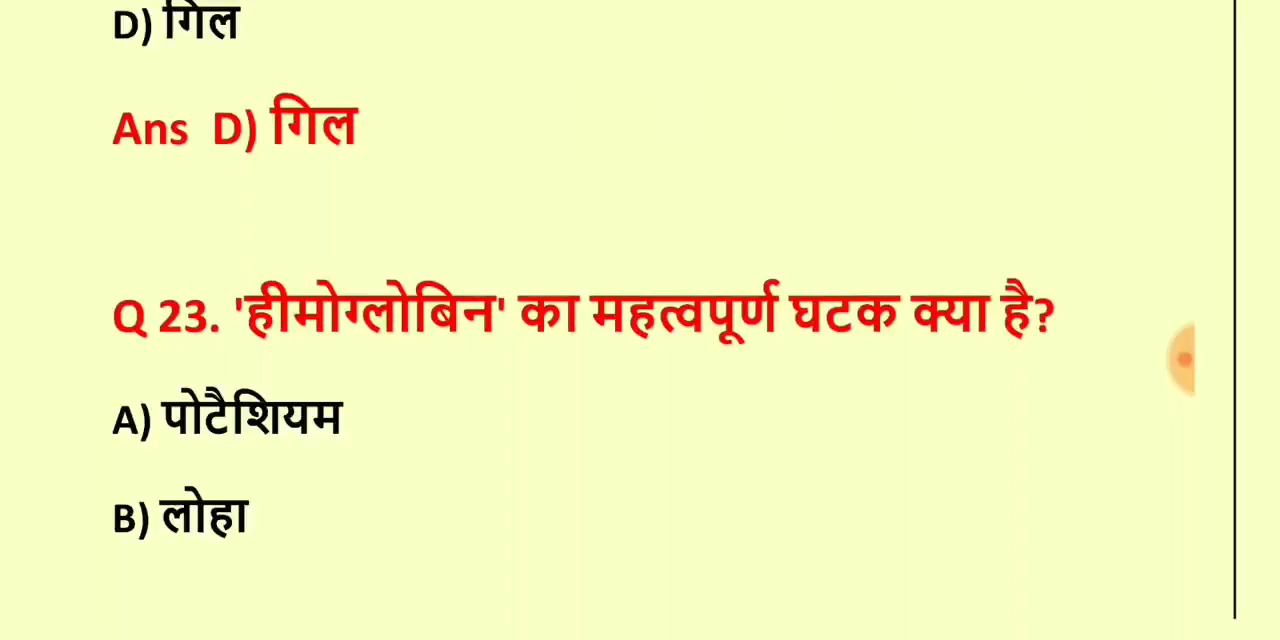 D) गिल
Ans D) गिल
Q 23. 'हीमोग्लोबिन' का महत्वपूर्ण घटक क्या है?
A) पोटैशियम
B) लोहा